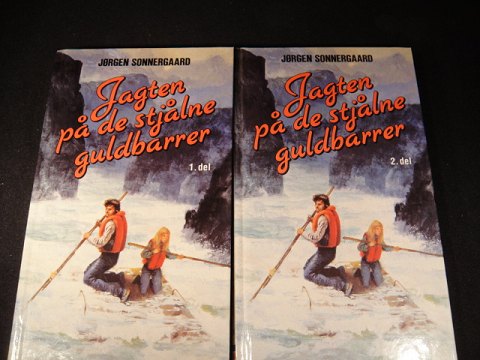 JØRGEN SONNERGAARD
Jagten
på de stjålne
guldbarrer
1. del
JØRGEN SONNERGAARD
Jagten
på de stjålne
guldbarrer
2. del